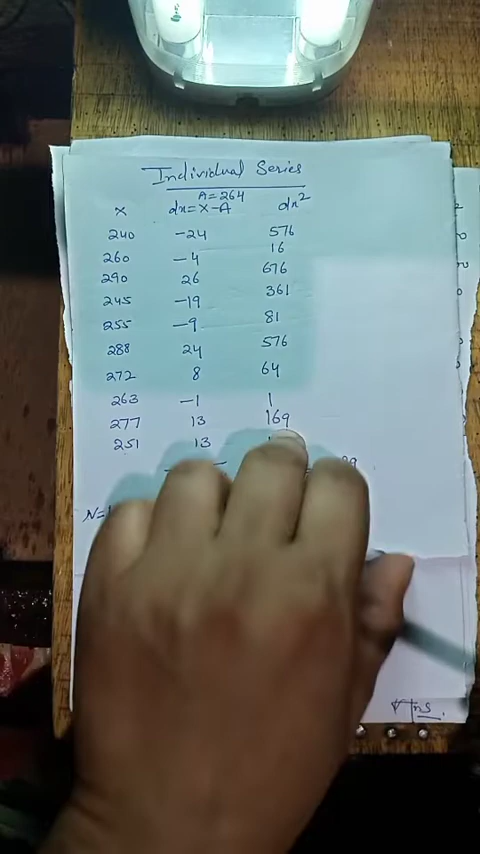 Individual Series
A=264
x dx=x-A dx²
240 -24 576
260 -4 16
290 26 676
245 -19 361
255 -9 81
288 24 576
272 8 64
263 -1 1
277 13 169
251 13
N=
Ans.